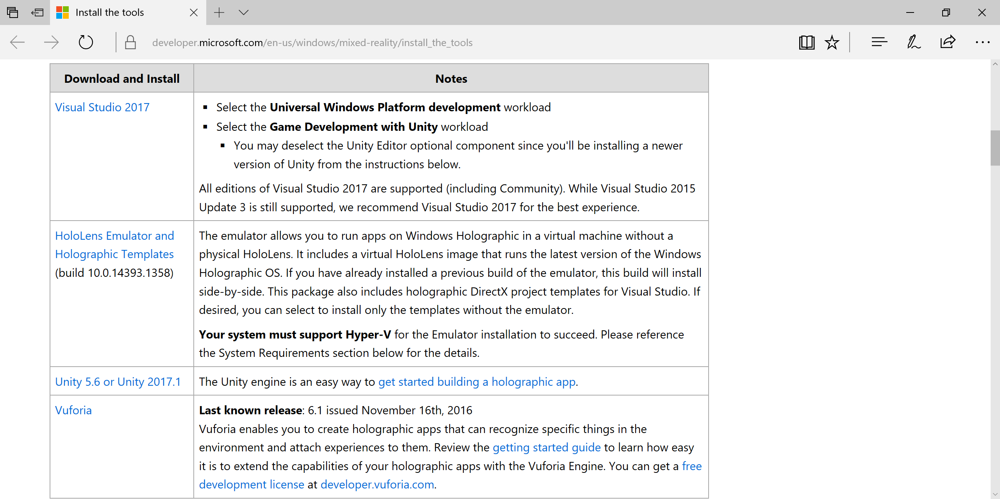 Install the tools
developer.microsoft.com/en-us/windows/mixed-reality/install_the_tools
Download and Install
Notes
Visual Studio 2017
▪ Select the Universal Windows Platform development workload
▪ Select the Game Development with Unity workload
▪ You may deselect the Unity Editor optional component since you'll be installing a newer
version of Unity from the instructions below.
All editions of Visual Studio 2017 are supported (including Community). While Visual Studio 2015
Update 3 is still supported, we recommend Visual Studio 2017 for the best experience.
HoloLens Emulator and
Holographic Templates
(build 10.0.14393.1358)
The emulator allows you to run apps on Windows Holographic in a virtual machine without a
physical HoloLens. It includes a virtual HoloLens image that runs the latest version of the Windows
Holographic OS. If you have already installed a previous build of the emulator, this build will install
side-by-side. This package also includes holographic DirectX project templates for Visual Studio. If
desired, you can select to install only the templates without the emulator.
Your system must support Hyper-V for the Emulator installation to succeed. Please reference
the System Requirements section below for the details.
Unity 5.6 or Unity 2017.1
The Unity engine is an easy way to get started building a holographic app.
Vuforia
Last known release: 6.1 issued November 16th, 2016
Vuforia enables you to create holographic apps that can recognize specific things in the
environment and attach experiences to them. Review the getting started guide to learn how easy
it is to extend the capabilities of your holographic apps with the Vuforia Engine. You can get a free
development license at developer.vuforia.com.